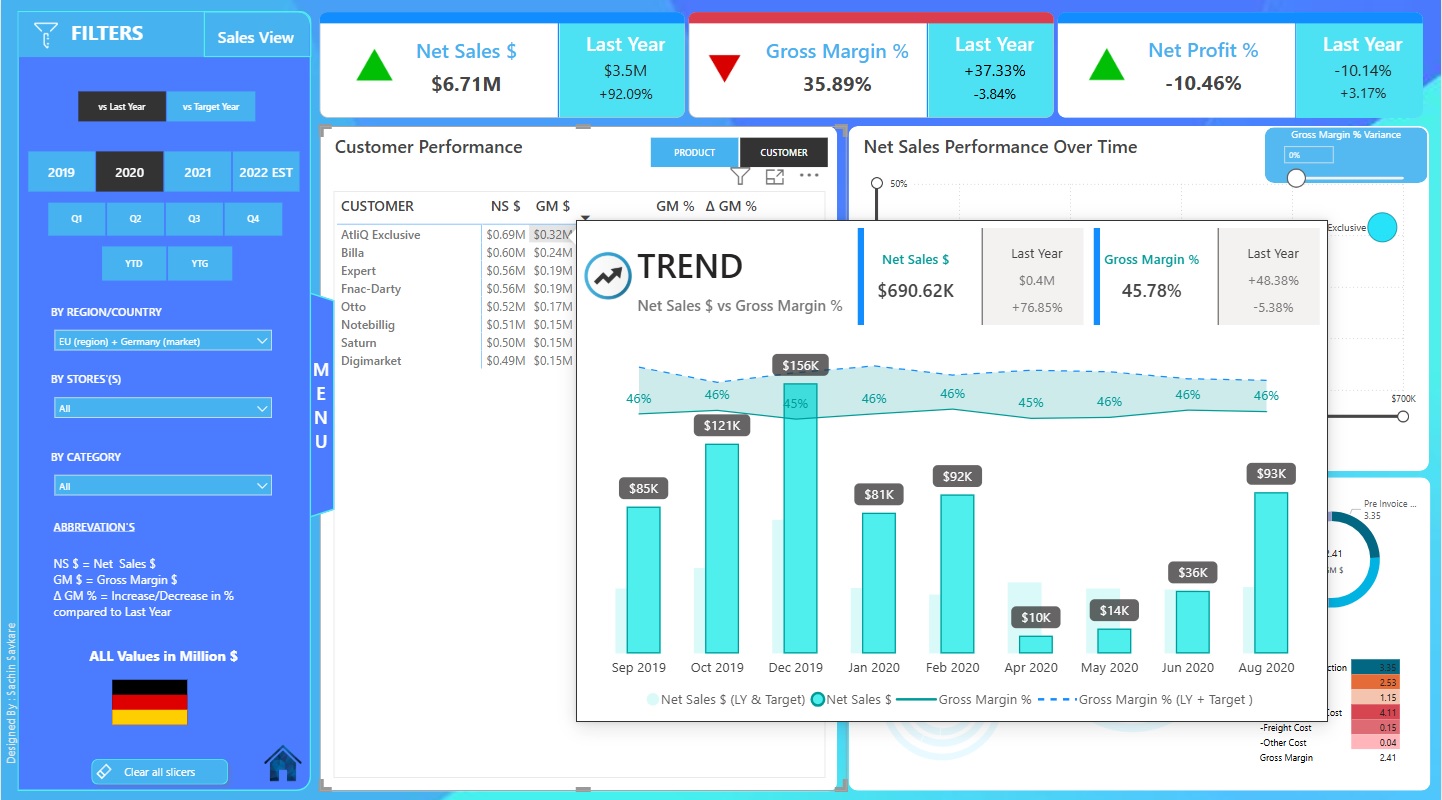 FILTERS
Sales View
vs Last Year
vs Target Year
2019
2020
2021
2022 EST
Q1
Q2
Q3
Q4
YTD
YTG
BY REGION/COUNTRY
EU (region) + Germany (market)
BY STORES'(S)
All
BY CATEGORY
All
ABBREVATION`S
NS $ = Net Sales $
GM $ = Gross Margin $
Δ GM % = Increase/Decrease in %
compared to Last Year
ALL Values in Million $
Designed By : Sachin Savkare
Clear all slicers
MENU
Net Sales $
$6.71M
Last Year
$3.5M
+92.09%
Gross Margin %
35.89%
Last Year
+37.33%
-3.84%
Net Profit %
-10.46%
Last Year
-10.14%
+3.17%
Customer Performance
PRODUCT
CUSTOMER
CUSTOMER NS $ GM $ GM % Δ GM %
AtliQ Exclusive $0.69M $0.32M
Billa $0.60M $0.24M
Expert $0.56M $0.19M
Fnac-Darty $0.56M $0.19M
Otto $0.52M $0.17M
Notebillig $0.51M $0.15M
Saturn $0.50M $0.15M
Digimarket $0.49M $0.15M
Net Sales Performance Over Time
Gross Margin % Variance
0%
50%
Exclusive
$700K
TREND
Net Sales $ vs Gross Margin %
Net Sales $
$690.62K
Last Year
$0.4M
+76.85%
Gross Margin %
45.78%
Last Year
+48.38%
-5.38%
46%
46%
45%
46%
46%
45%
46%
46%
46%
$85K
$121K
$156K
$81K
$92K
$10K
$14K
$36K
$93K
Sep 2019
Oct 2019
Dec 2019
Jan 2020
Feb 2020
Apr 2020
May 2020
Jun 2020
Aug 2020
Net Sales $ (LY & Target) Net Sales $ Gross Margin % Gross Margin % (LY + Target )
Pre Invoice ...
3.35
2.41
M $
ction 3.35
2.53
1.15
Cost 4.11
-Freight Cost 0.15
-Other Cost 0.04
Gross Margin 2.41